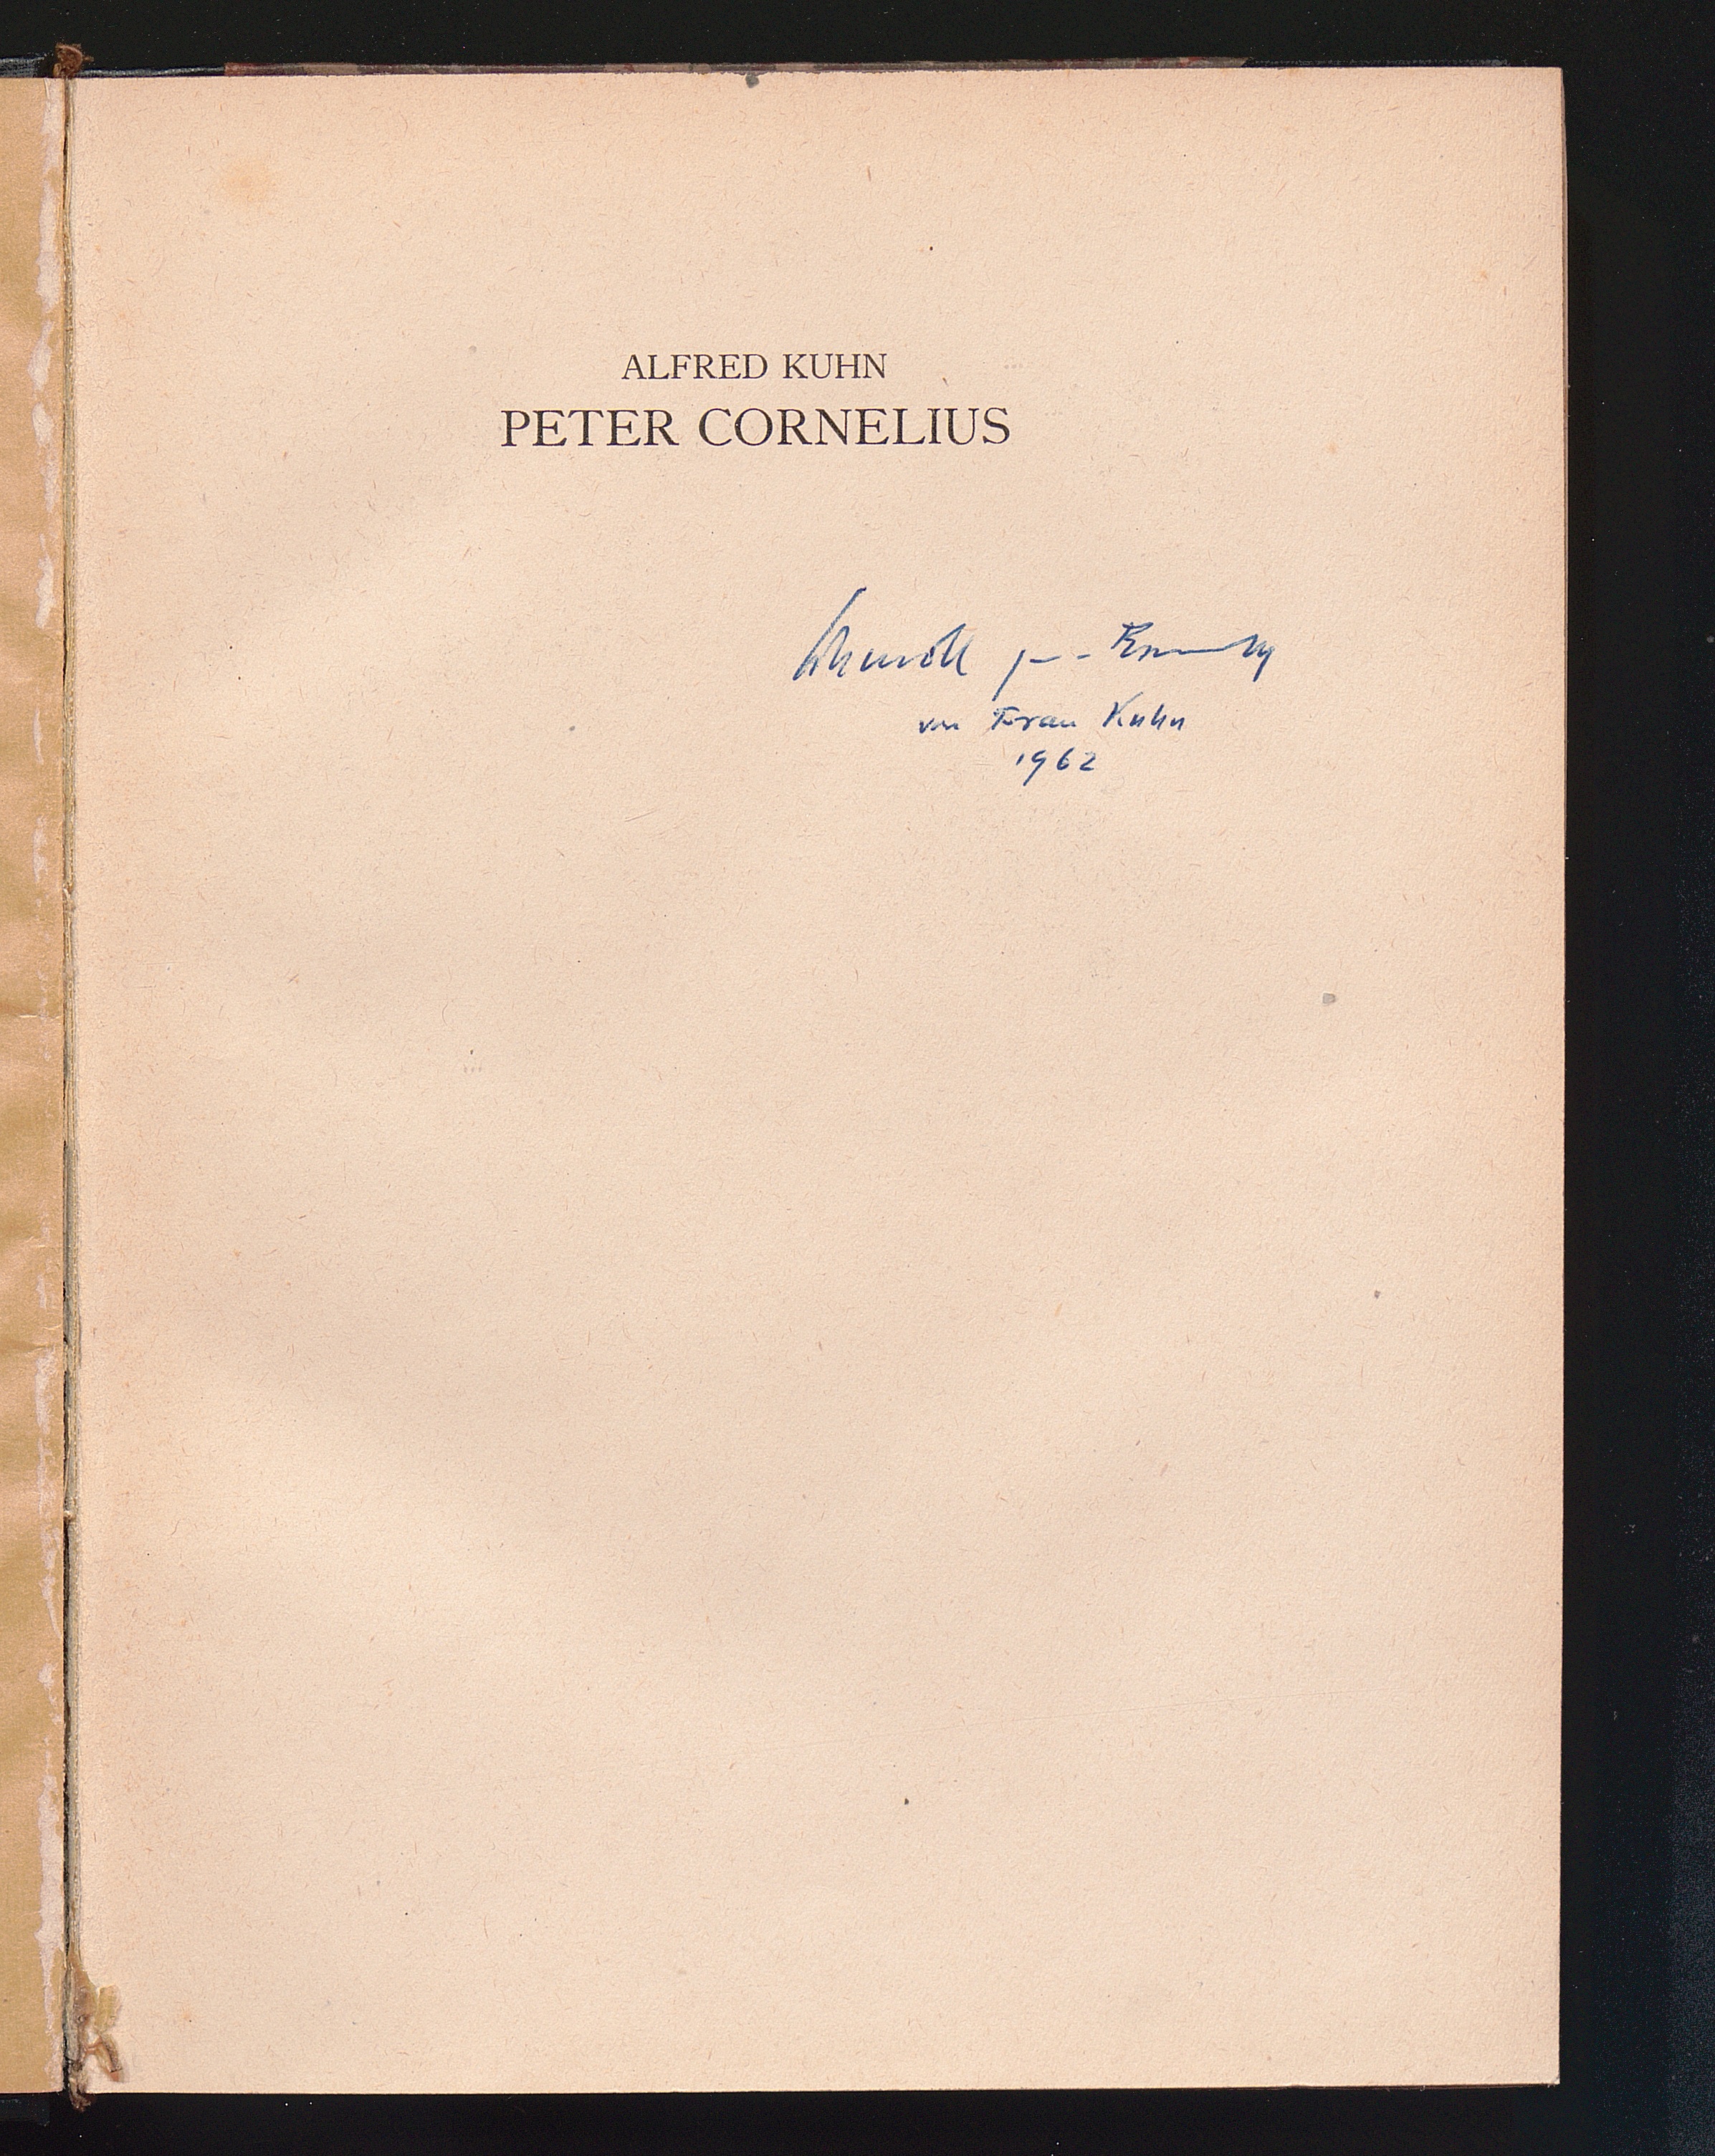 ALFRED KUHN
PETER CORNELIUS
von Frau Kuhn
1962